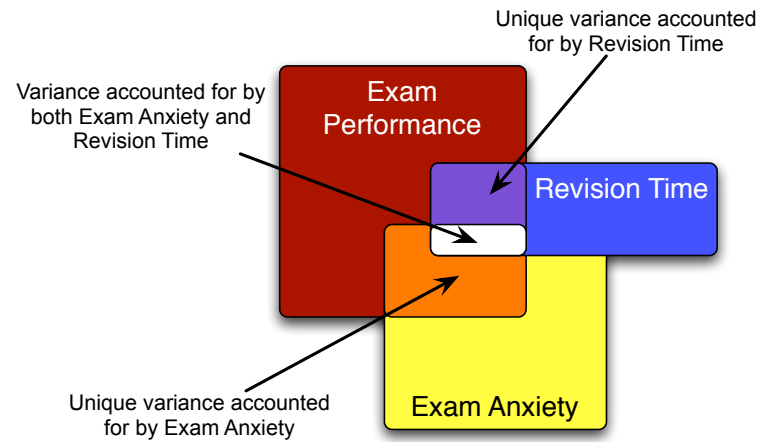 Unique variance accounted
for by Revision Time
Variance accounted for by
both Exam Anxiety and
Revision Time
Exam
Performance
Revision Time
Exam Anxiety
Unique variance accounted
for by Exam Anxiety